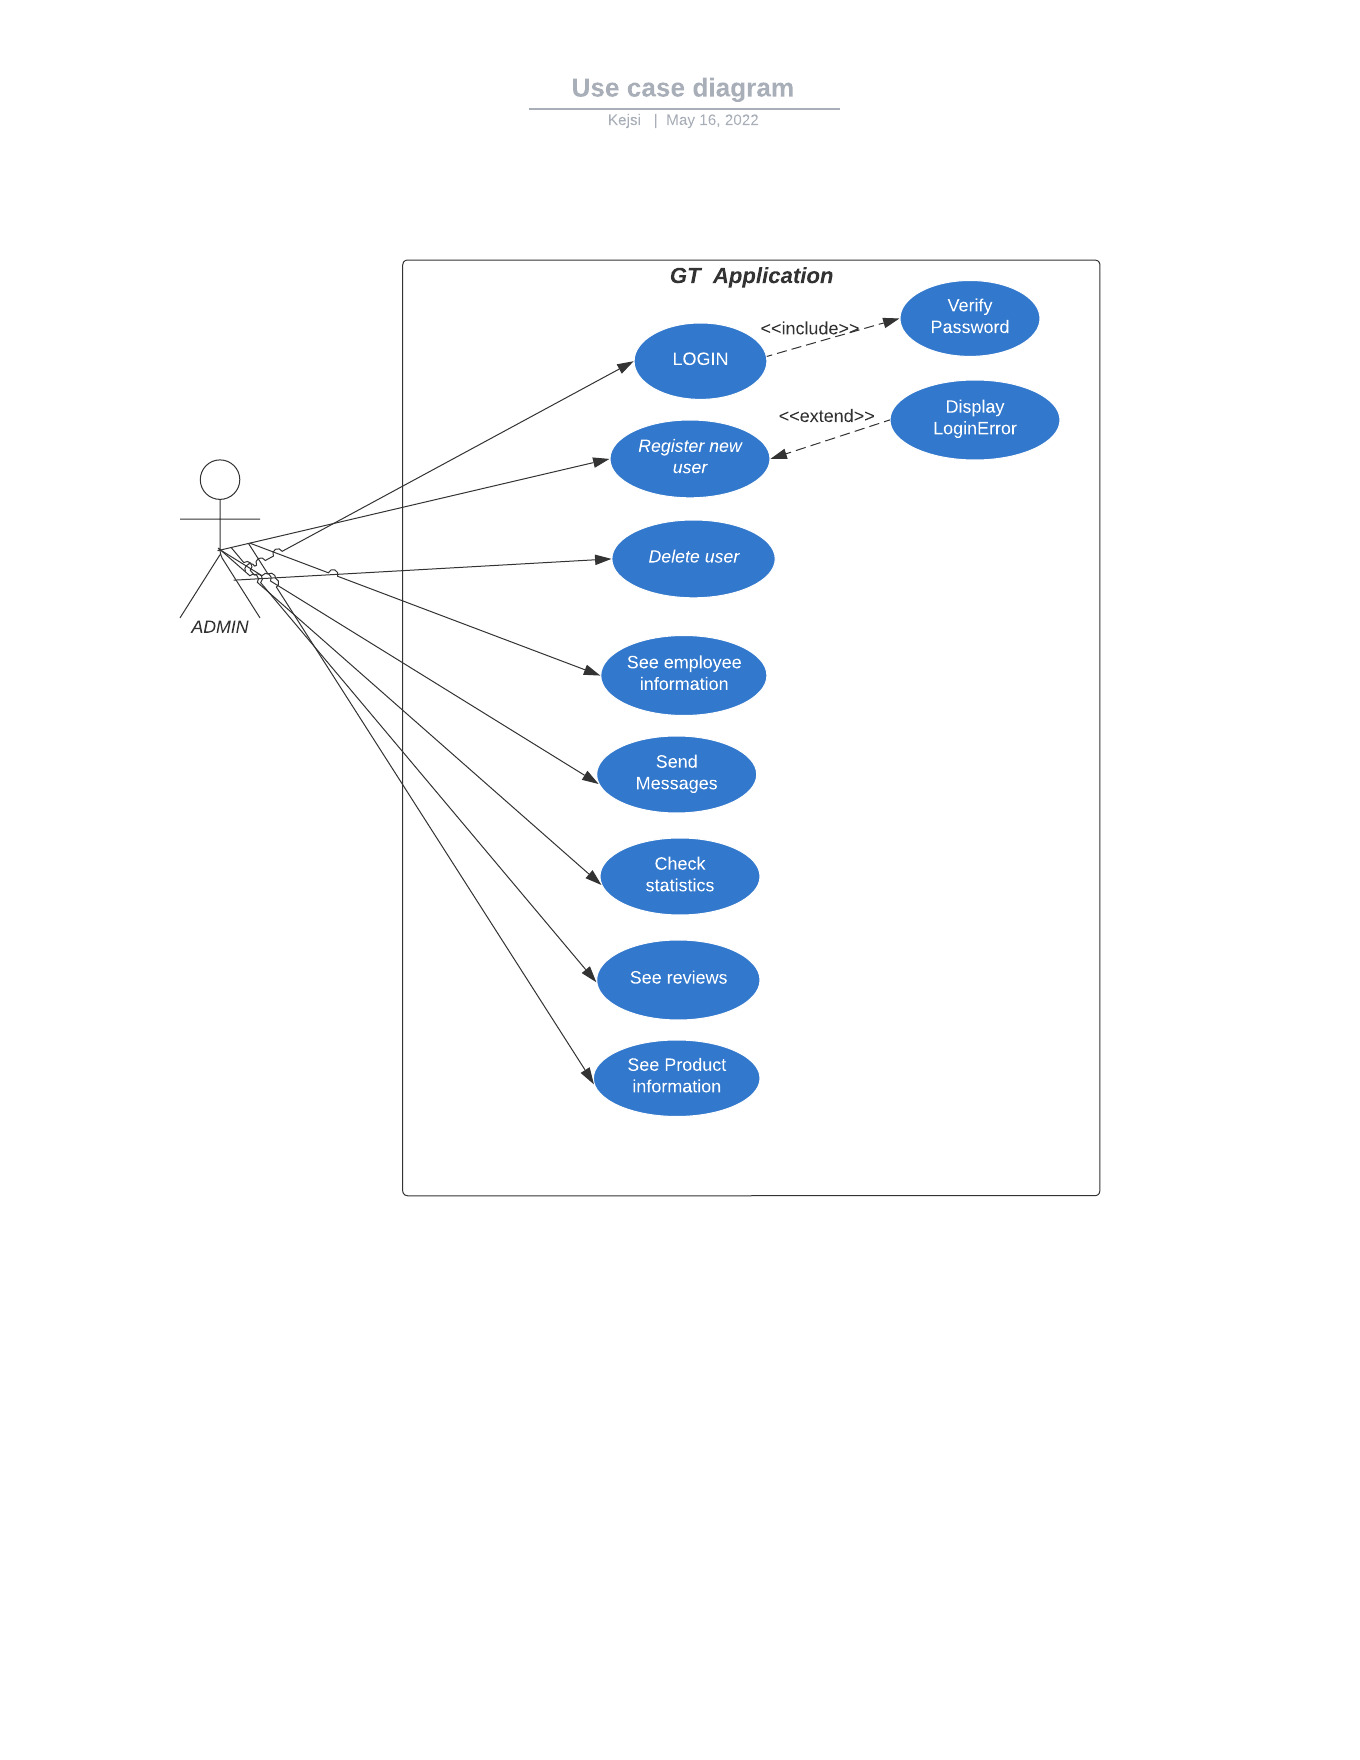 Use case diagram
Kejsi | May 16, 2022
GT Application
Verify
Password
<<include>>
LOGIN
Display
LoginError
<<extend>>
Register new
user
Delete user
ADMIN
See employee
information
Send
Messages
Check
statistics
See reviews
See Product
information